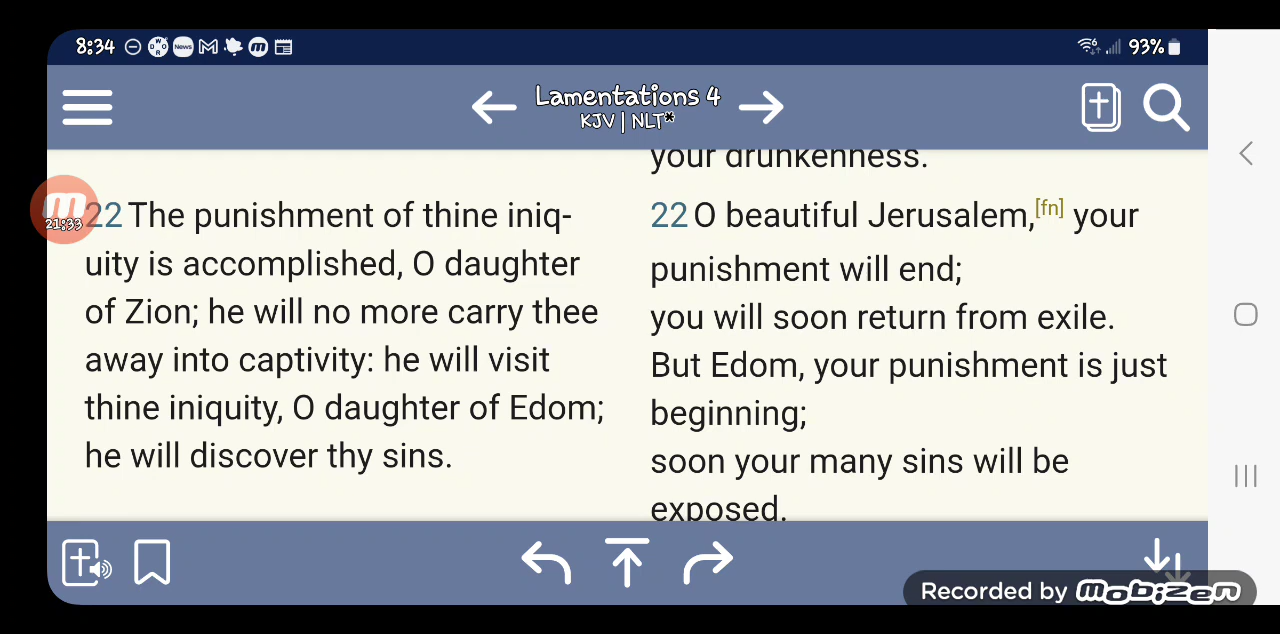 8:34
News
93%
Lamentations 4
KJV | NLT*
your drunkenness.
21:33
22 The punishment of thine iniq-
uity is accomplished, O daughter
of Zion; he will no more carry thee
away into captivity: he will visit
thine iniquity, O daughter of Edom;
he will discover thy sins.
22 O beautiful Jerusalem,[fn] your
punishment will end;
you will soon return from exile.
But Edom, your punishment is just
beginning;
soon your many sins will be
exposed.
Recorded by mobizen